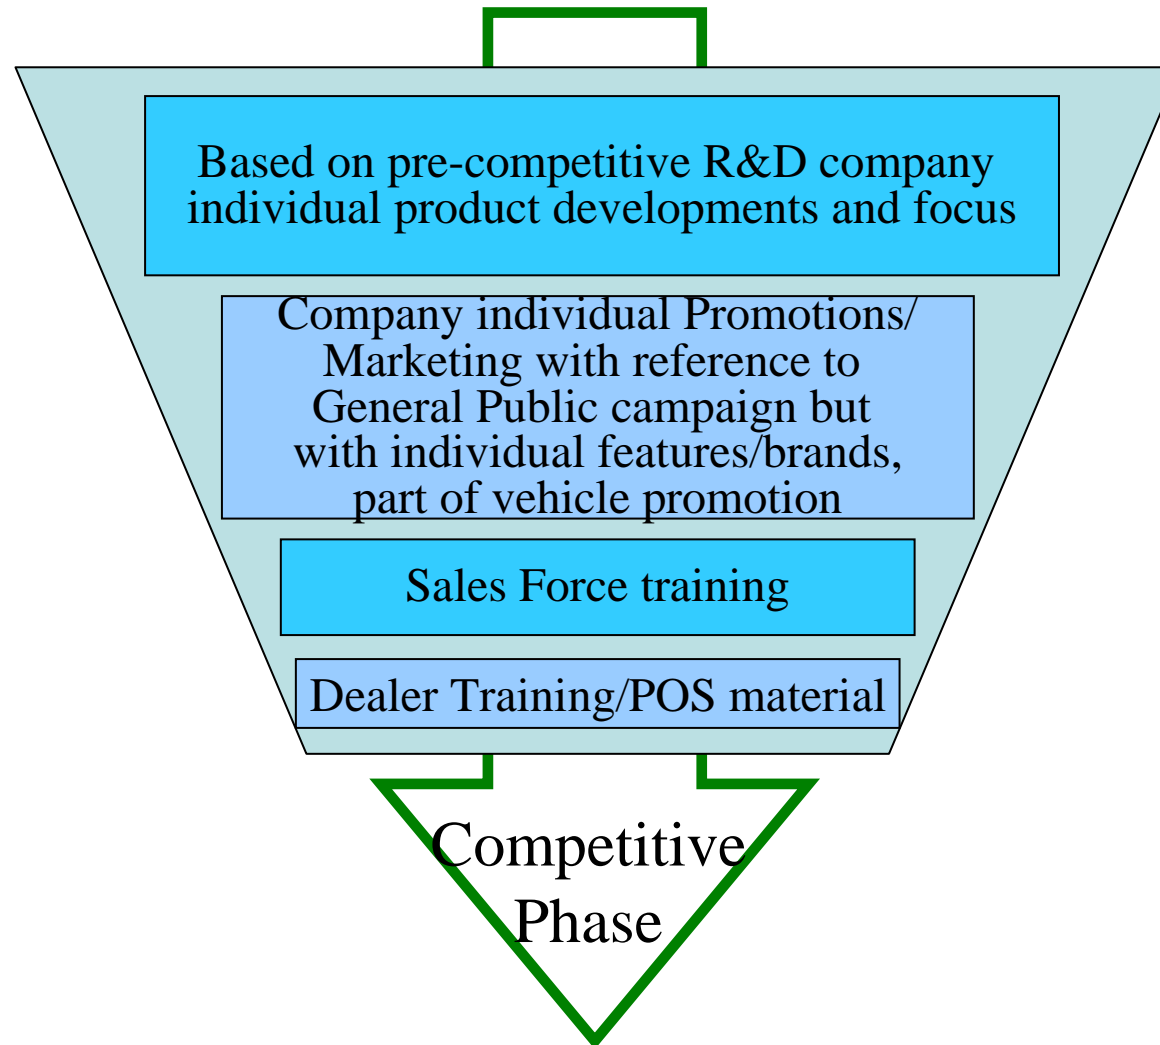 Based on pre-competitive R&D company
individual product developments and focus
Company individual Promotions/
Marketing with reference to
General Public campaign but
with individual features/brands,
part of vehicle promotion
Sales Force training
Dealer Training/POS material
Competitive
Phase